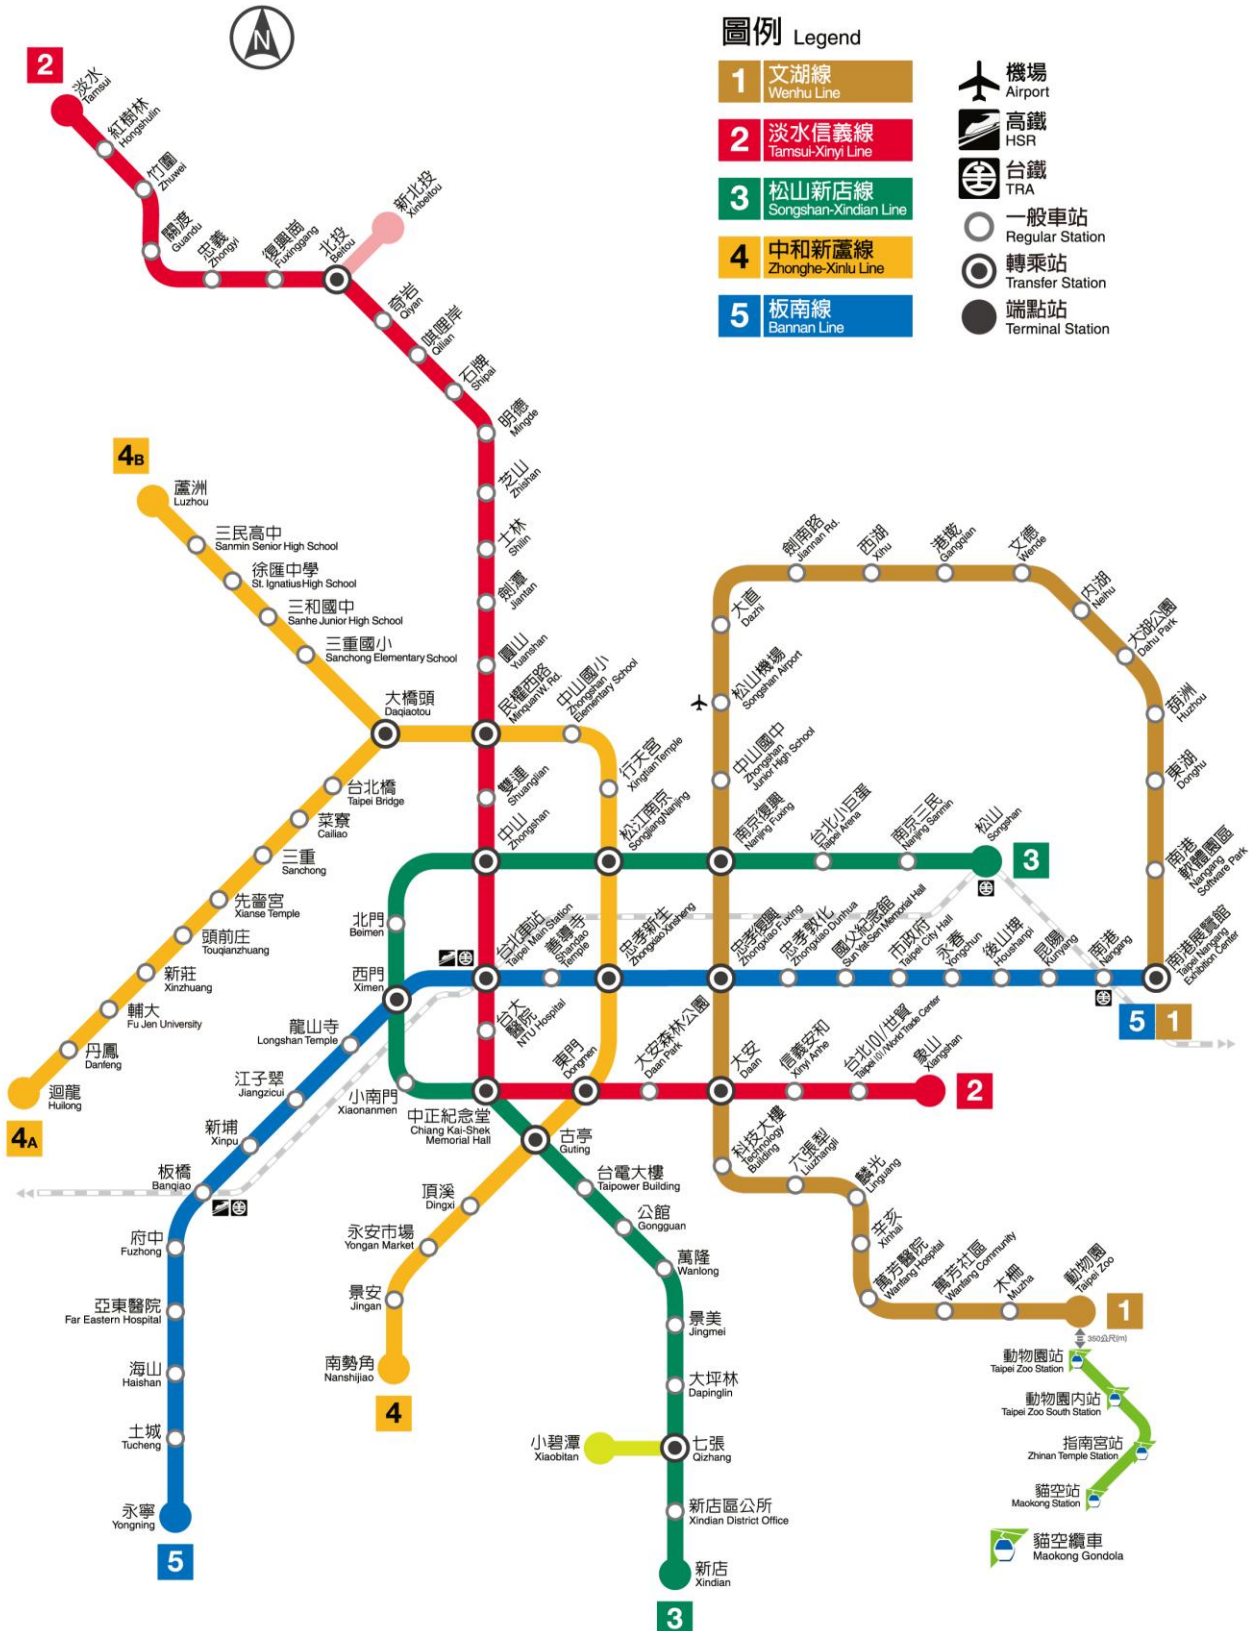 N
圖例 Legend
1 文湖線
Wenhu Line
2 淡水信義線
Tamsui-Xinyi Line
3 松山新店線
Songshan-Xindian Line
4 中和新蘆線
Zhonghe-Xinlu Line
5 板南線
Bannan Line
機場
Airport
高鐵
HSR
台鐵
TRA
一般車站
Regular Station
轉乘站
Transfer Station
端點站
Terminal Station
2
淡水
Tamsui
紅樹林
Hongshulin
竹圍
Zhuwei
關渡
Guandu
忠義
Zhongyi
復興崗
Fuxinggang
北投
Beitou
新北投
Xinbeitou
奇岩
Qiyan
唭哩岸
Qilian
石牌
Shipai
明德
Mingde
芝山
Zhishan
士林
Shilin
劍潭
Jiantan
圓山
Yuanshan
民權西路
Minquan W. Rd.
雙連
Shuanglian
中山
Zhongshan
台北車站
Taipei Main Station
台大
醫院
NTU Hospital
中正紀念堂
Chiang Kai-Shek
Memorial Hall
東門
Dongmen
大安森林公園
Daan Park
大安
Daan
信義安和
Xinyi Anhe
台北101/世貿
Taipei 101/World Trade Center
象山
Xiangshan
2
4B
蘆洲
Luzhou
三民高中
Sanmin Senior High School
徐匯中學
St. Ignatius High School
三和國中
Sanhe Junior High School
三重國小
Sanchong Elementary School
大橋頭
Daqiaotou
台北橋
Taipei Bridge
菜寮
Cailiao
三重
Sanchong
先嗇宮
Xianse Temple
頭前庄
Touqianzhuang
新莊
Xinzhuang
輔大
Fu Jen University
丹鳳
Danfeng
迴龍
Huilong
4A
中山國小
Zhongshan
Elementary School
行天宮
Xingtian Temple
松江南京
Songjiang Nanjing
忠孝新生
Zhongxiao Xinsheng
古亭
Guting
頂溪
Dingxi
永安市場
Yongan Market
景安
Jingan
南勢角
Nanshijiao
4
劍南路
Jiannan Rd.
西湖
Xihu
港墘
Gangqian
文德
Wende
內湖
Neihu
大湖公園
Dahu Park
葫洲
Huzhou
東湖
Donghu
南港
軟體園區
Nangang
Software Park
南港展覽館
Taipei Nangang
Exhibition Center
5 1
大直
Dazhi
松山機場
Songshan Airport
中山國中
Zhongshan
Junior High School
南京復興
Nanjing Fuxing
台北小巨蛋
Taipei Arena
南京三民
Nanjing Sanmin
松山
Songshan
3
北門
Beimen
西門
Ximen
小南門
Xiaonanmen
善導寺
Shandao
Temple
忠孝復興
Zhongxiao Fuxing
忠孝敦化
Zhongxiao Dunhua
國父紀念館
Sun Yat-Sen Memorial Hall
市政府
Taipei City Hall
永春
Yongchun
後山埤
Houshanpi
昆陽
Kunyang
南港
Nangang
龍山寺
Longshan Temple
江子翠
Jiangzicui
新埔
Xinpu
板橋
Banqiao
府中
Fuzhong
亞東醫院
Far Eastern Hospital
海山
Haishan
土城
Tucheng
永寧
Yongning
5
台電大樓
Taipower Building
公館
Gongguan
萬隆
Wanlong
景美
Jingmei
大坪林
Dapinglin
小碧潭
Xiaobitan
七張
Qizhang
新店區公所
Xindian District Office
新店
Xindian
3
科技大樓
Technology
Building
六張犁
Liuzhangli
麟光
Linguang
辛亥
Xinhai
萬芳醫院
Wanfang Hospital
萬芳社區
Wanfang Community
木柵
Muzha
動物園
Taipei Zoo
1
350公尺(m)
動物園站
Taipei Zoo Station
動物園內站
Taipei Zoo South Station
指南宮站
Zhinan Temple Station
貓空站
Maokong Station
貓空纜車
Maokong Gondola